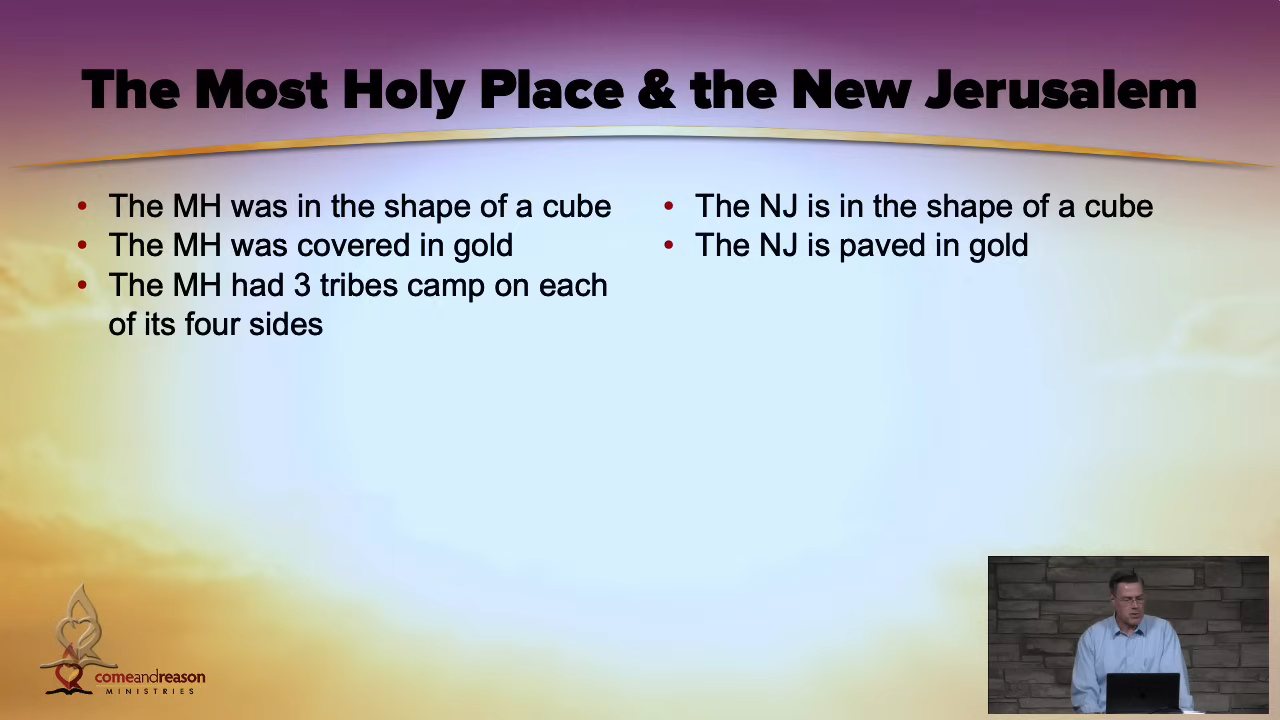 The Most Holy Place & the New Jerusalem
• The MH was in the shape of a cube
• The MH was covered in gold
• The MH had 3 tribes camp on each
of its four sides
• The NJ is in the shape of a cube
• The NJ is paved in gold
comeandreason
MINISTRIES